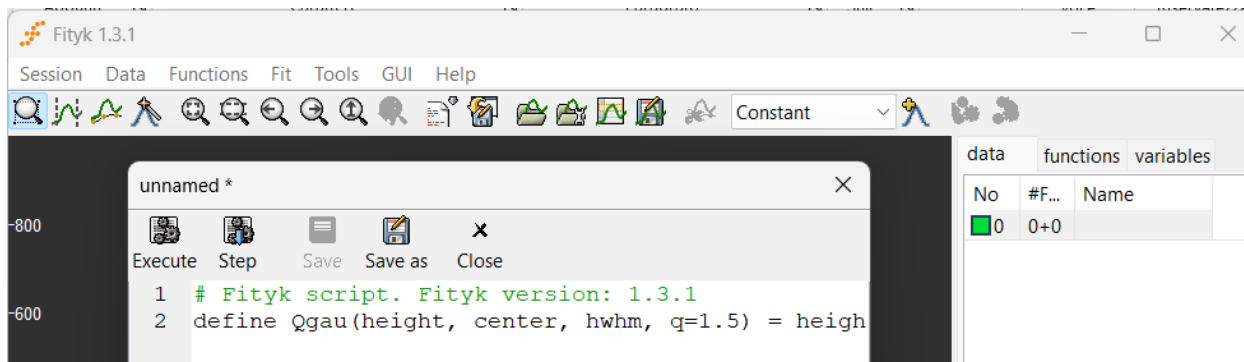 Fityk 1.3.1
Session Data Functions Fit Tools GUI Help
Constant
data functions variables
unnamed *
No #F... Name
-800
0 0+0
Execute Step Save Save as Close
1 # Fityk script. Fityk version: 1.3.1
-600
2 define Qgau(height, center, hwhm, q=1.5) = heigh